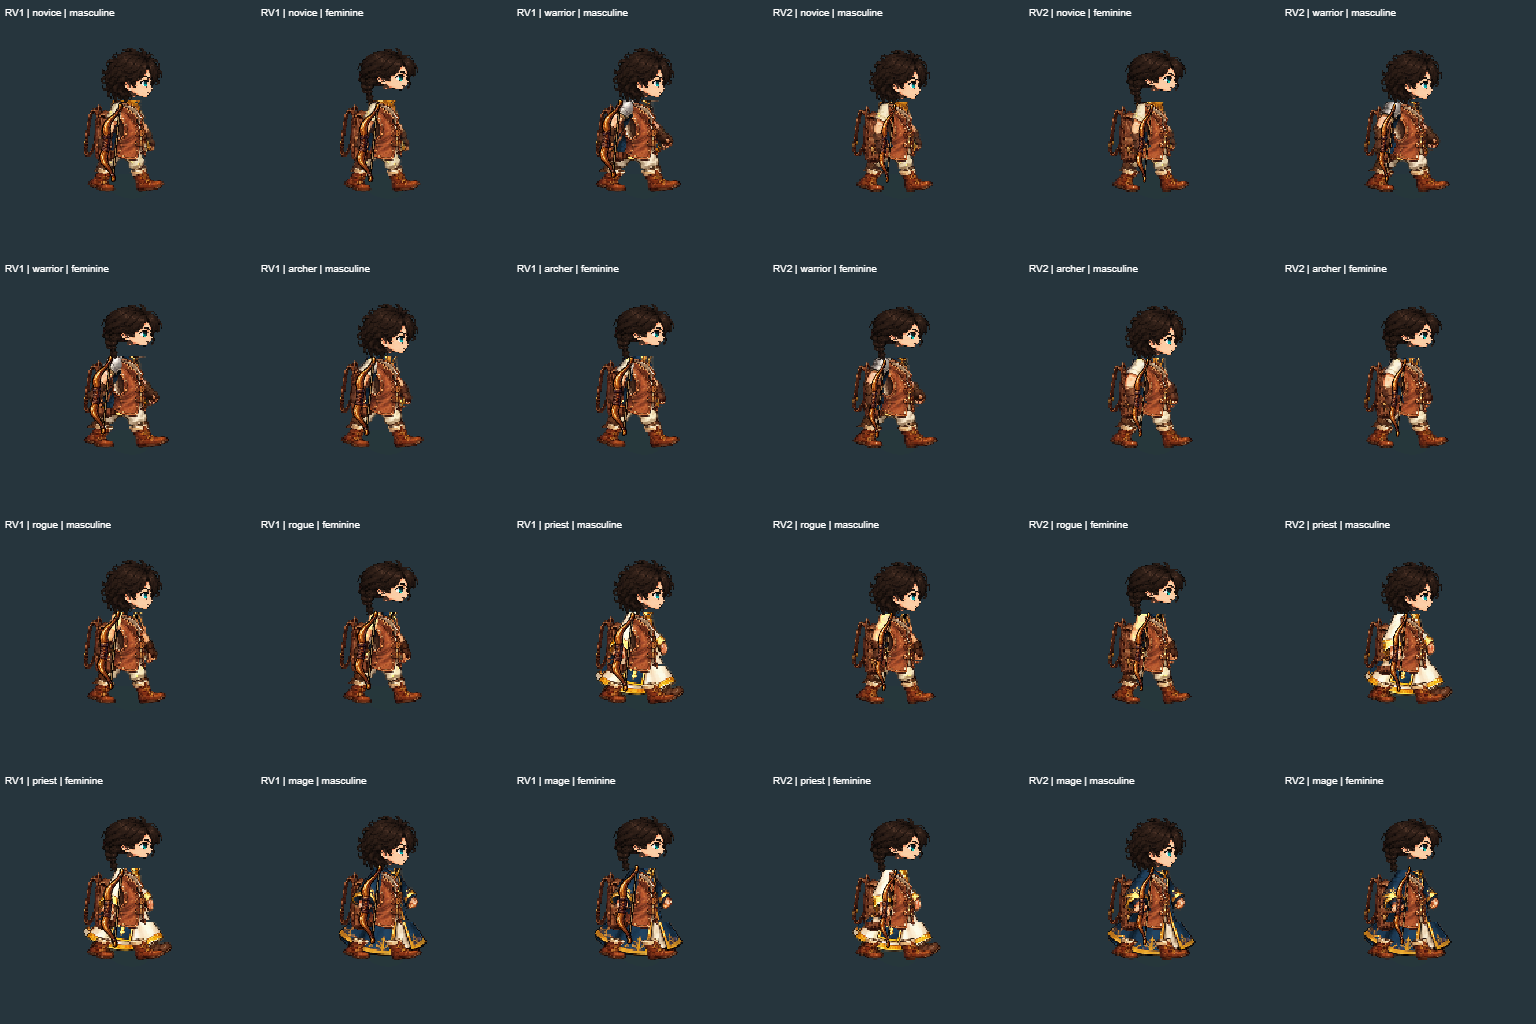 RV1 | novice | masculine
RV1 | novice | feminine
RV1 | warrior | masculine
RV2 | novice | masculine
RV2 | novice | feminine
RV2 | warrior | masculine
RV1 | warrior | feminine
RV1 | archer | masculine
RV1 | archer | feminine
RV2 | warrior | feminine
RV2 | archer | masculine
RV2 | archer | feminine
RV1 | rogue | masculine
RV1 | rogue | feminine
RV1 | priest | masculine
RV2 | rogue | masculine
RV2 | rogue | feminine
RV2 | priest | masculine
RV1 | priest | feminine
RV1 | mage | masculine
RV1 | mage | feminine
RV2 | priest | feminine
RV2 | mage | masculine
RV2 | mage | feminine